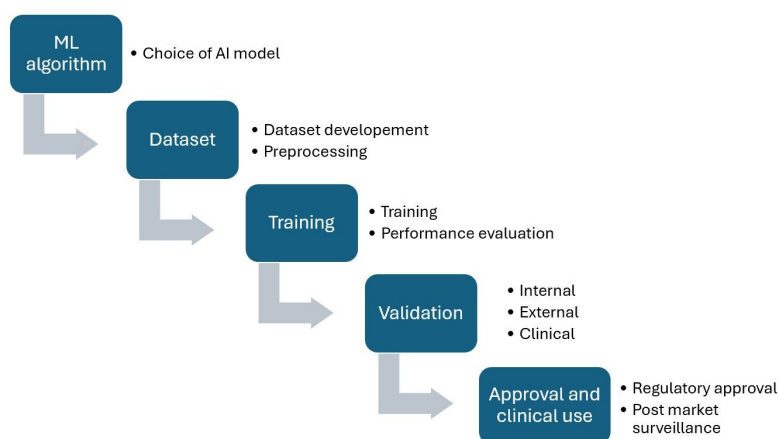 ML
algorithm
• Choice of AI model
Dataset
• Dataset developement
• Preprocessing
Training
• Training
• Performance evaluation
Validation
• Internal
• External
• Clinical
Approval and
clinical use
• Regulatory approval
• Post market
surveillance